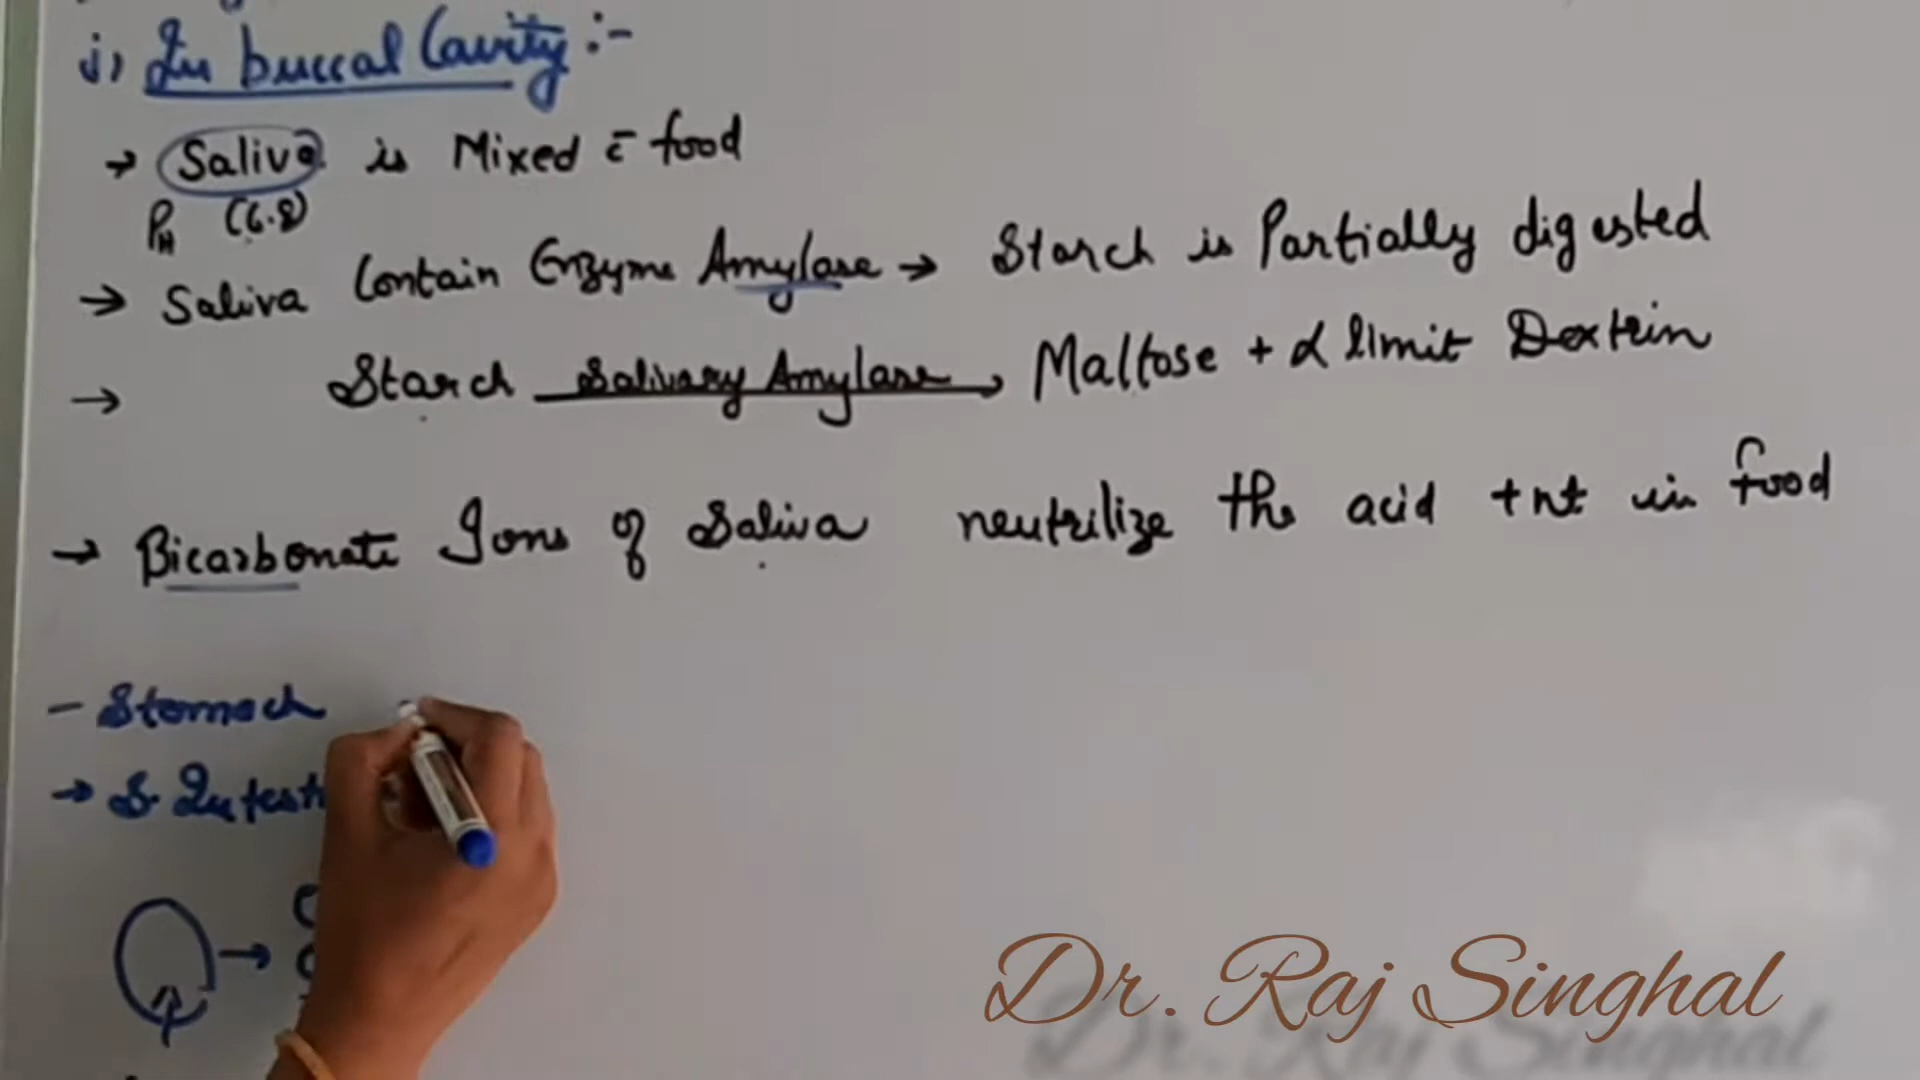 i) In buccal Cavity :-
→ Saliva is Mixed c̄ food
PH (6.8)
→ Saliva Contain Enzyme Amylase → Starch is Partially digested
→ Starch Salivary Amylase → Maltose + α limit Dextrin
→ Bicarbonate Ions of Saliva neutrilize the acid +nt in food
- Stomach
→ S. Intest
Dr. Raj Singhal